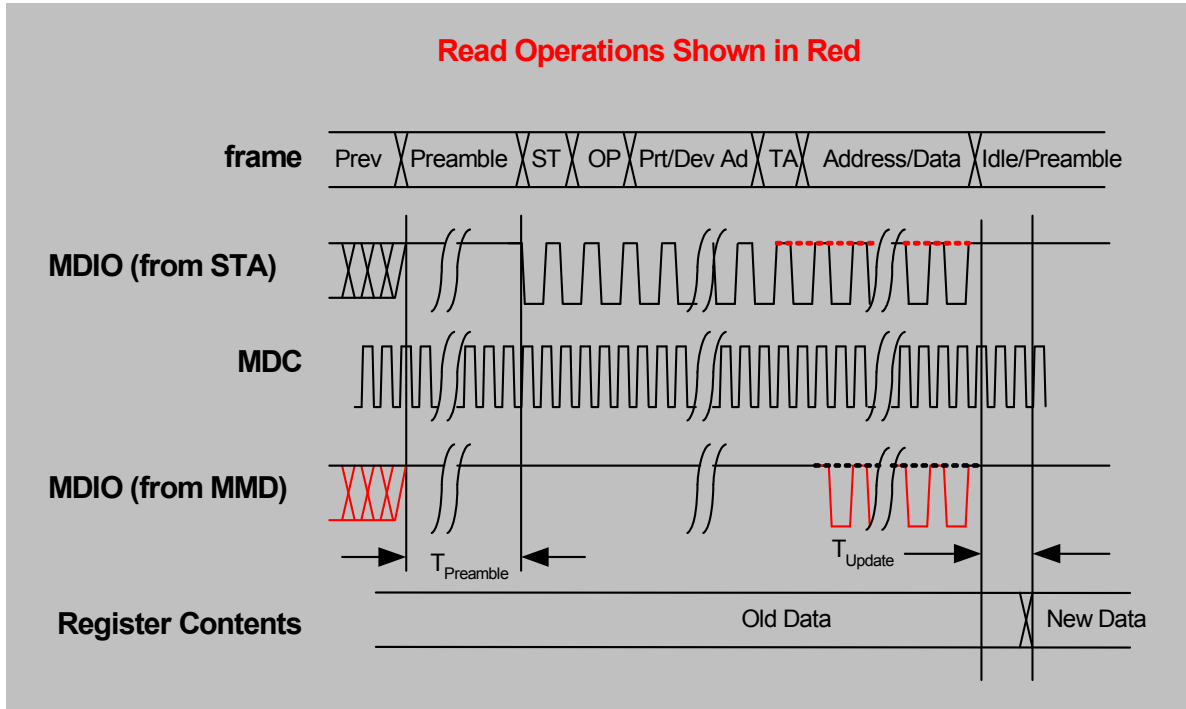 Read Operations Shown in Red
frame Prev Preamble ST OP Prt/Dev Ad TA Address/Data Idle/Preamble
MDIO (from STA)
MDC
MDIO (from MMD)
TPreamble TUpdate
Register Contents Old Data New Data